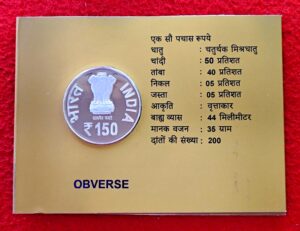 एक सौ पचास रूपये
धातु : चतुर्थक मिश्रधातु
चांदी : 50 प्रतिशत
तांबा : 40 प्रतिशत
निकल : 05 प्रतिशत
जस्ता : 05 प्रतिशत
आकृति : वृत्ताकार
बाह्य व्यास : 44 मिलीमीटर
मानक वजन : 35 ग्राम
दांतों की संख्या : 200
भारत
INDIA
सत्यमेव जयते
₹ 150
OBVERSE